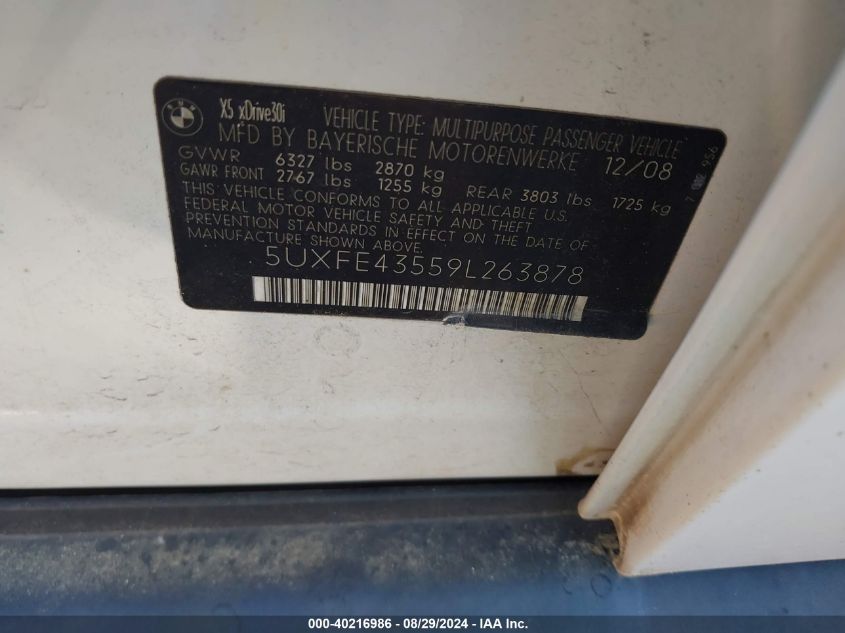 BMW
X5 xDrive30i
VEHICLE TYPE: MULTIPURPOSE PASSENGER VEHICLE
MFD BY BAYERISCHE MOTORENWERKE 12/08
GVWR 6327 lbs 2870 kg
GAWR FRONT 2767 lbs 1255 kg REAR 3803 lbs 1725 kg
THIS VEHICLE CONFORMS TO ALL APPLICABLE U.S.
FEDERAL MOTOR VEHICLE SAFETY AND THEFT
PREVENTION STANDARDS IN EFFECT ON THE DATE OF
MANUFACTURE SHOWN ABOVE.
5UXFE43559L263878
7 956
000-40216986 - 08/29/2024 - IAA Inc.